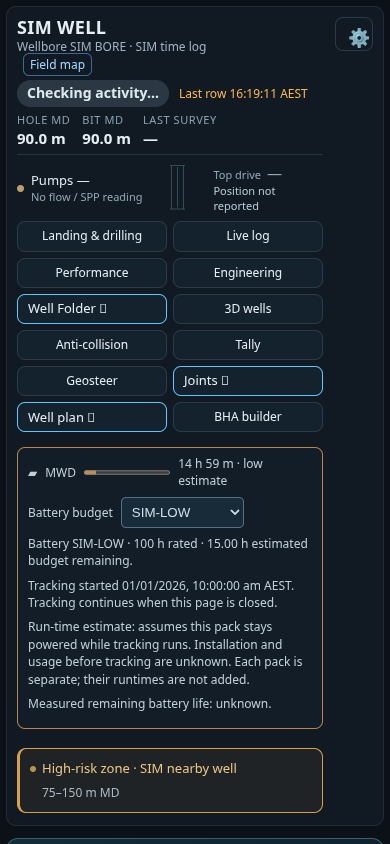 SIM WELL
Wellbore SIM BORE · SIM time log
Field map
Checking activity…
Last row 16:19:11 AEST
HOLE MD BIT MD LAST SURVEY
90.0 m 90.0 m —
Pumps —
No flow / SPP reading
Top drive —
Position not
reported
Landing & drilling
Live log
Performance
Engineering
Well Folder
3D wells
Anti-collision
Tally
Geosteer
Joints
Well plan
BHA builder
MWD
14 h 59 m · low
estimate
Battery budget SIM-LOW
Battery SIM-LOW · 100 h rated · 15.00 h estimated
budget remaining.
Tracking started 01/01/2026, 10:00:00 am AEST.
Tracking continues when this page is closed.
Run-time estimate: assumes this pack stays
powered while tracking runs. Installation and
usage before tracking are unknown. Each pack is
separate; their runtimes are not added.
Measured remaining battery life: unknown.
High-risk zone · SIM nearby well
75–150 m MD